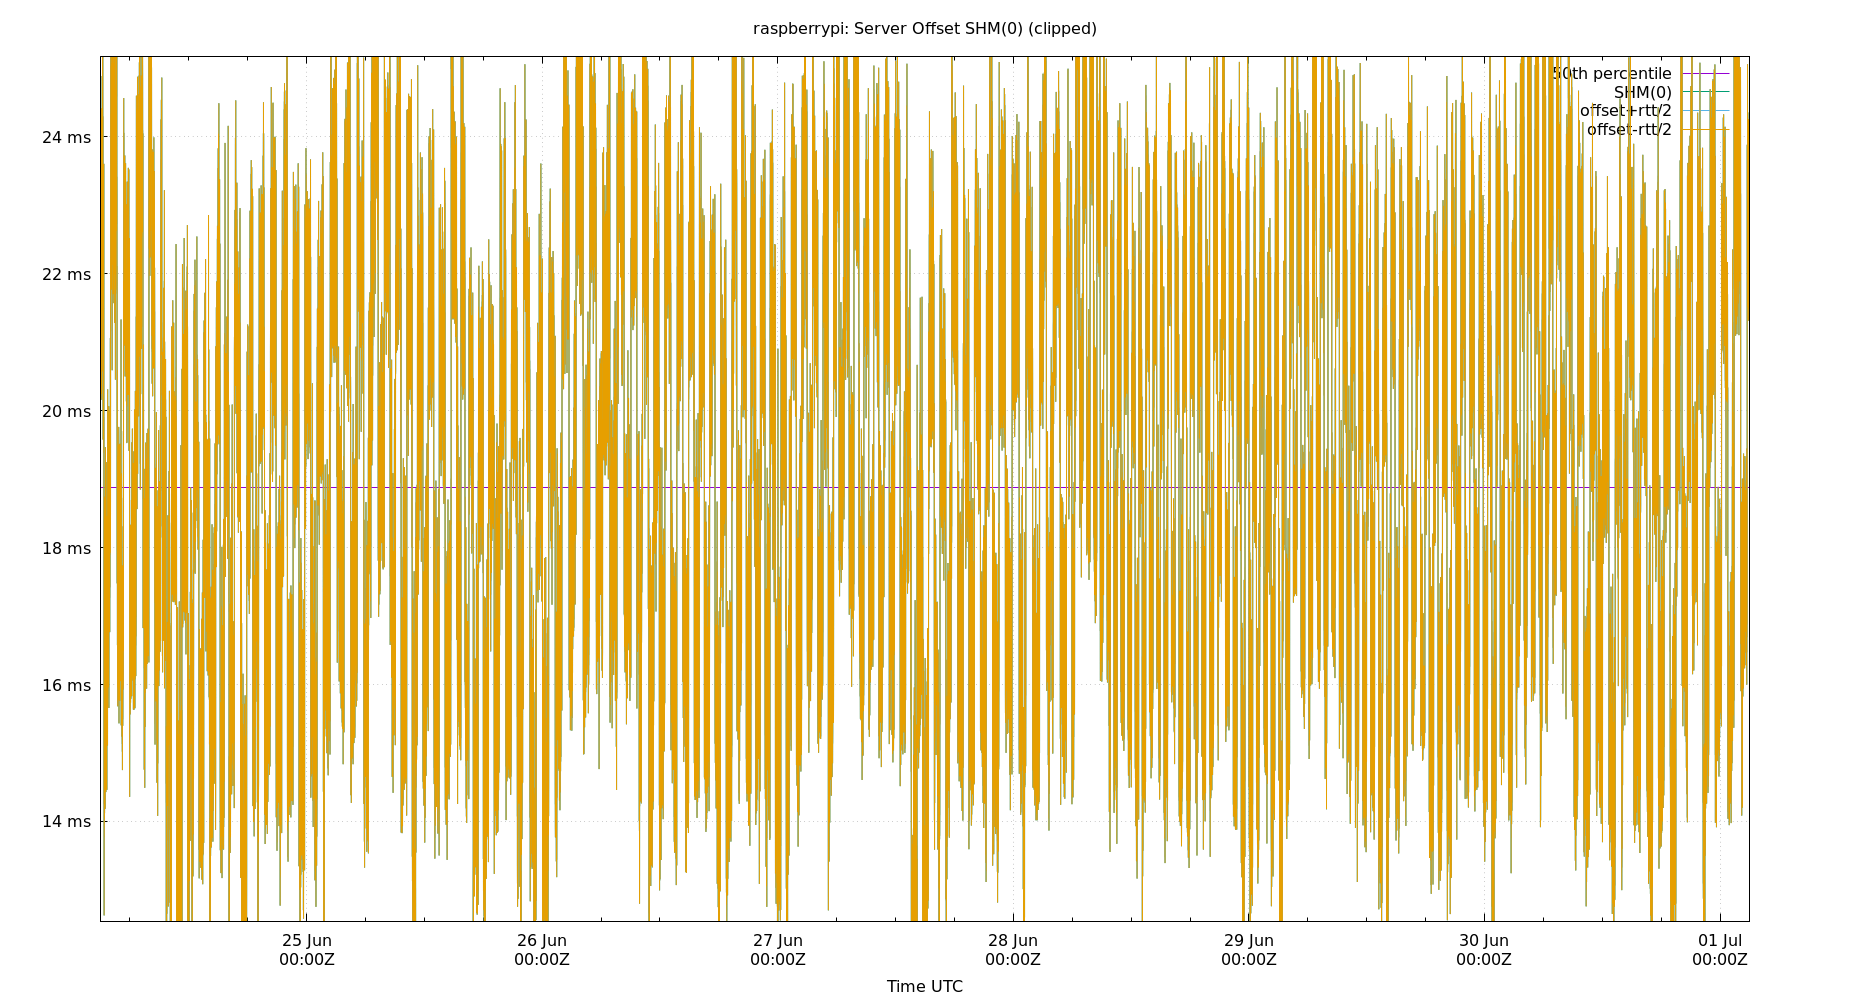 raspberrypi: Server Offset SHM(0) (clipped)
50th percentile
SHM(0)
offset+rtt/2
offset-rtt/2
24 ms
22 ms
20 ms
18 ms
16 ms
14 ms
25 Jun 26 Jun 27 Jun 28 Jun 29 Jun 30 Jun 01 Jul
00:00Z 00:00Z 00:00Z 00:00Z 00:00Z 00:00Z 00:00Z
Time UTC